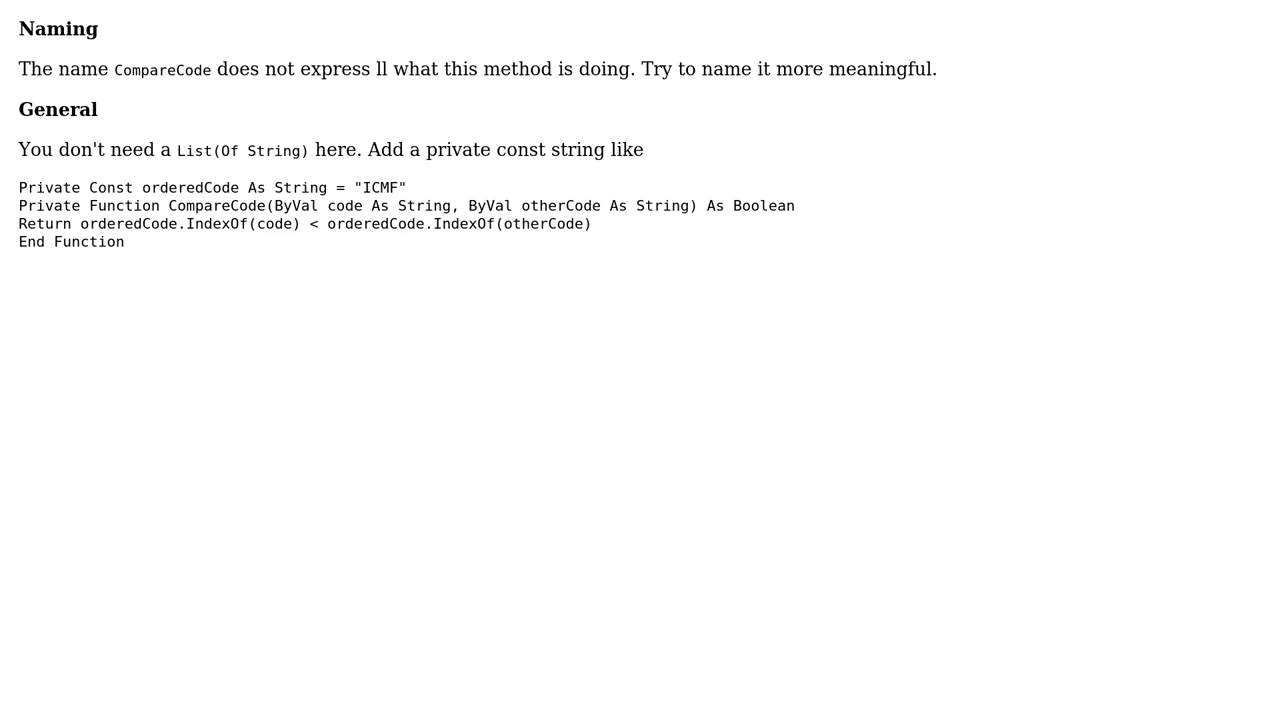 Naming
The name CompareCode does not express ll what this method is doing. Try to name it more meaningful.
General
You don't need a List(Of String) here. Add a private const string like
Private Const orderedCode As String = "ICMF"
Private Function CompareCode(ByVal code As String, ByVal otherCode As String) As Boolean
Return orderedCode.IndexOf(code) < orderedCode.IndexOf(otherCode)
End Function